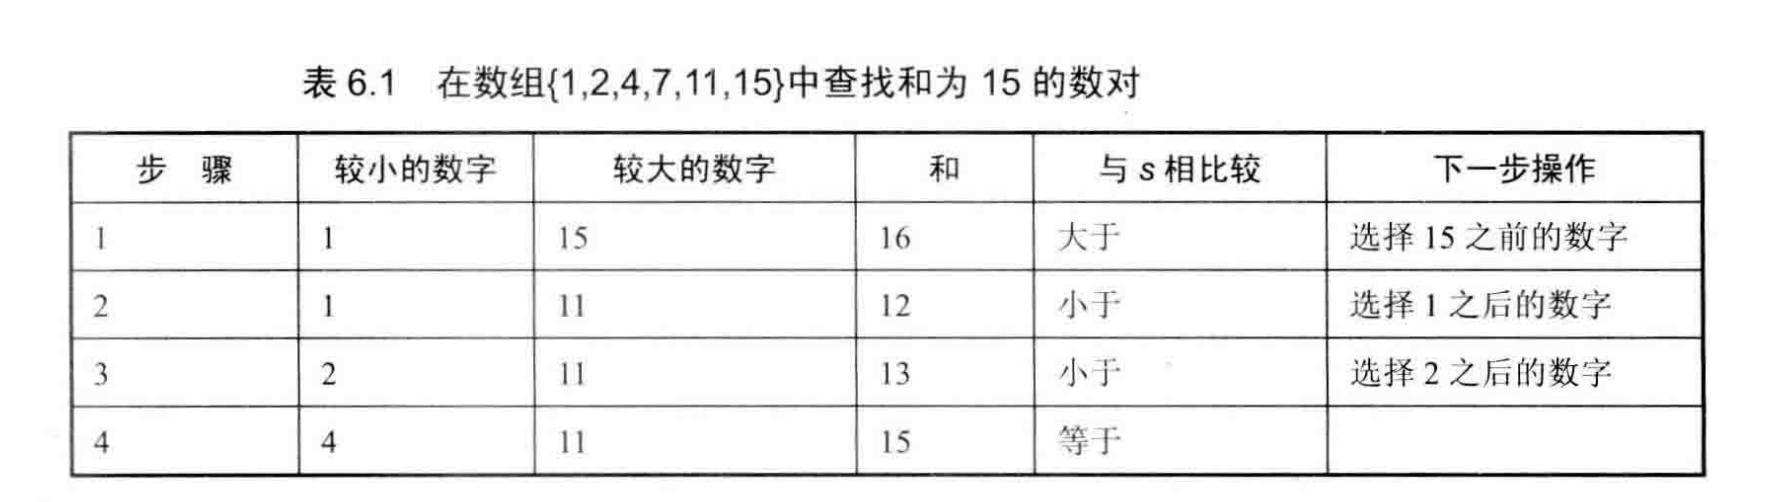 表 6.1 在数组{1,2,4,7,11,15}中查找和为 15 的数对
步 骤 较小的数字 较大的数字 和 与 s 相比较 下一步操作
1 1 15 16 大于 选择 15 之前的数字
2 1 11 12 小于 选择 1 之后的数字
3 2 11 13 小于 选择 2 之后的数字
4 4 11 15 等于